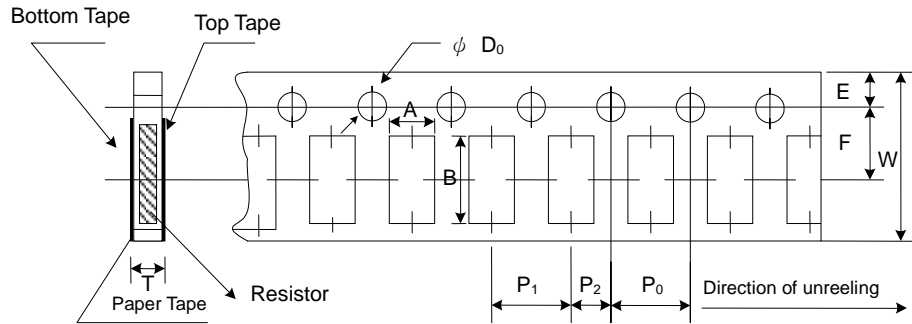 Bottom Tape
Top Tape
ψ D₀
A
B
E
F
W
T
Paper Tape
Resistor
P₁
P₂
P₀
Direction of unreeling